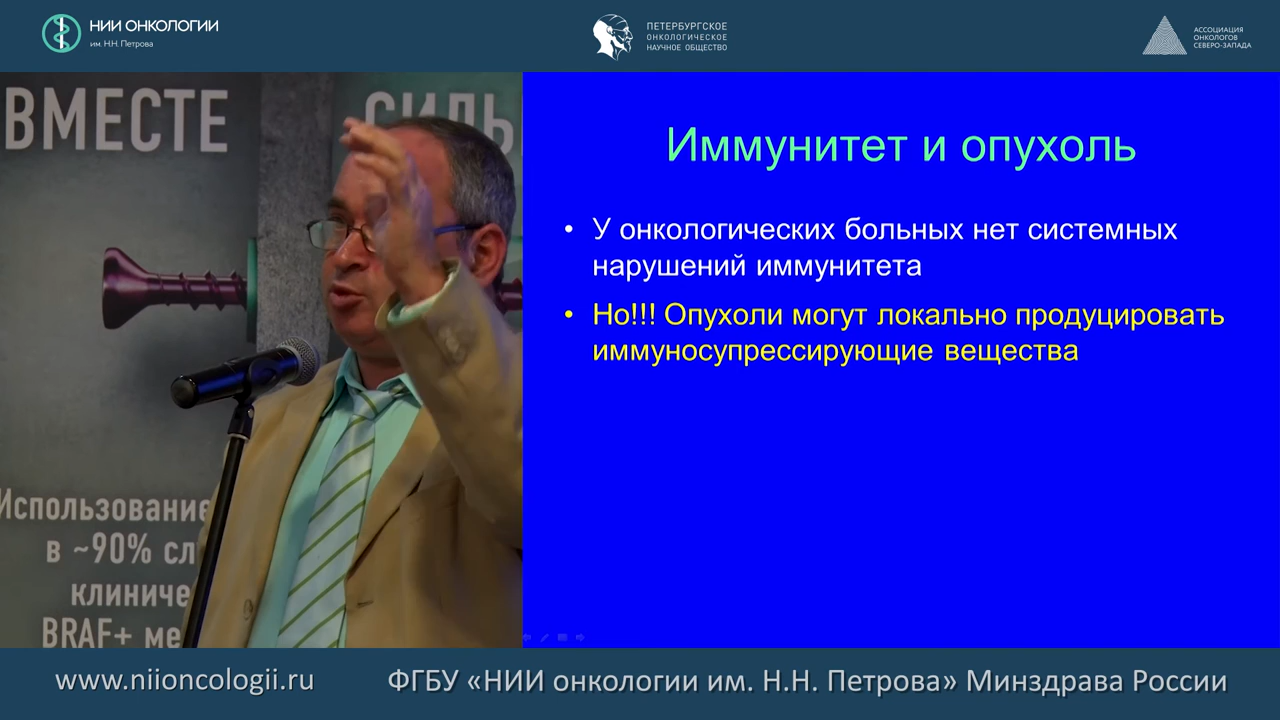 НИИ ОНКОЛОГИИ
им. Н.Н. Петрова
ПЕТЕРБУРГСКОЕ
ОНКОЛОГИЧЕСКОЕ
НАУЧНОЕ ОБЩЕСТВО
АССОЦИАЦИЯ
ОНКОЛОГОВ
СЕВЕРО-ЗАПАДА
ВМЕСТЕ
Использование
в ~90% сл
клиниче
BRAF+ ме
Иммунитет и опухоль
• У онкологических больных нет системных
нарушений иммунитета
• Но!!! Опухоли могут локально продуцировать
иммуносупрессирующие вещества
www.niioncologii.ru
ФГБУ «НИИ онкологии им. Н.Н. Петрова» Минздрава России